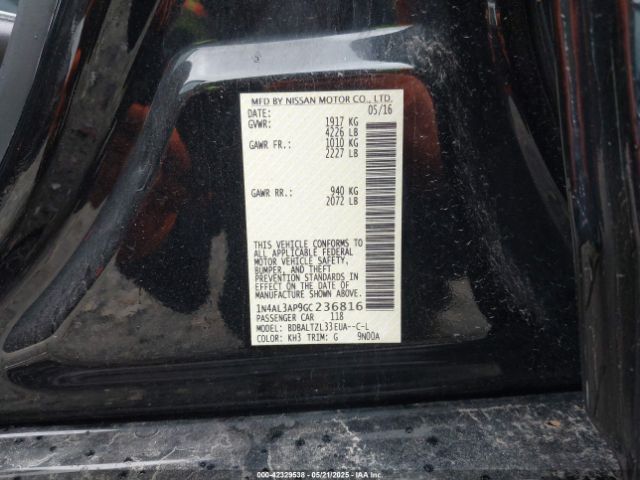 MFD BY NISSAN MOTOR CO., LTD.
DATE: 05/16
GVWR: 1917 KG
4226 LB
GAWR FR.: 1010 KG
2227 LB
GAWR RR.: 940 KG
2072 LB
THIS VEHICLE CONFORMS TO
ALL APPLICABLE FEDERAL
MOTOR VEHICLE SAFETY,
BUMPER, AND THEFT
PREVENTION STANDARDS IN
EFFECT ON THE DATE OF
MANUFACTURE SHOWN ABOVE.
1N4AL3AP9GC236816
PASSENGER CAR 118
MODEL: BDBALTZL33EUA--C-L
COLOR: KH3 TRIM: G 9N00A
000-42329538 - 05/21/2025 - IAA Inc.